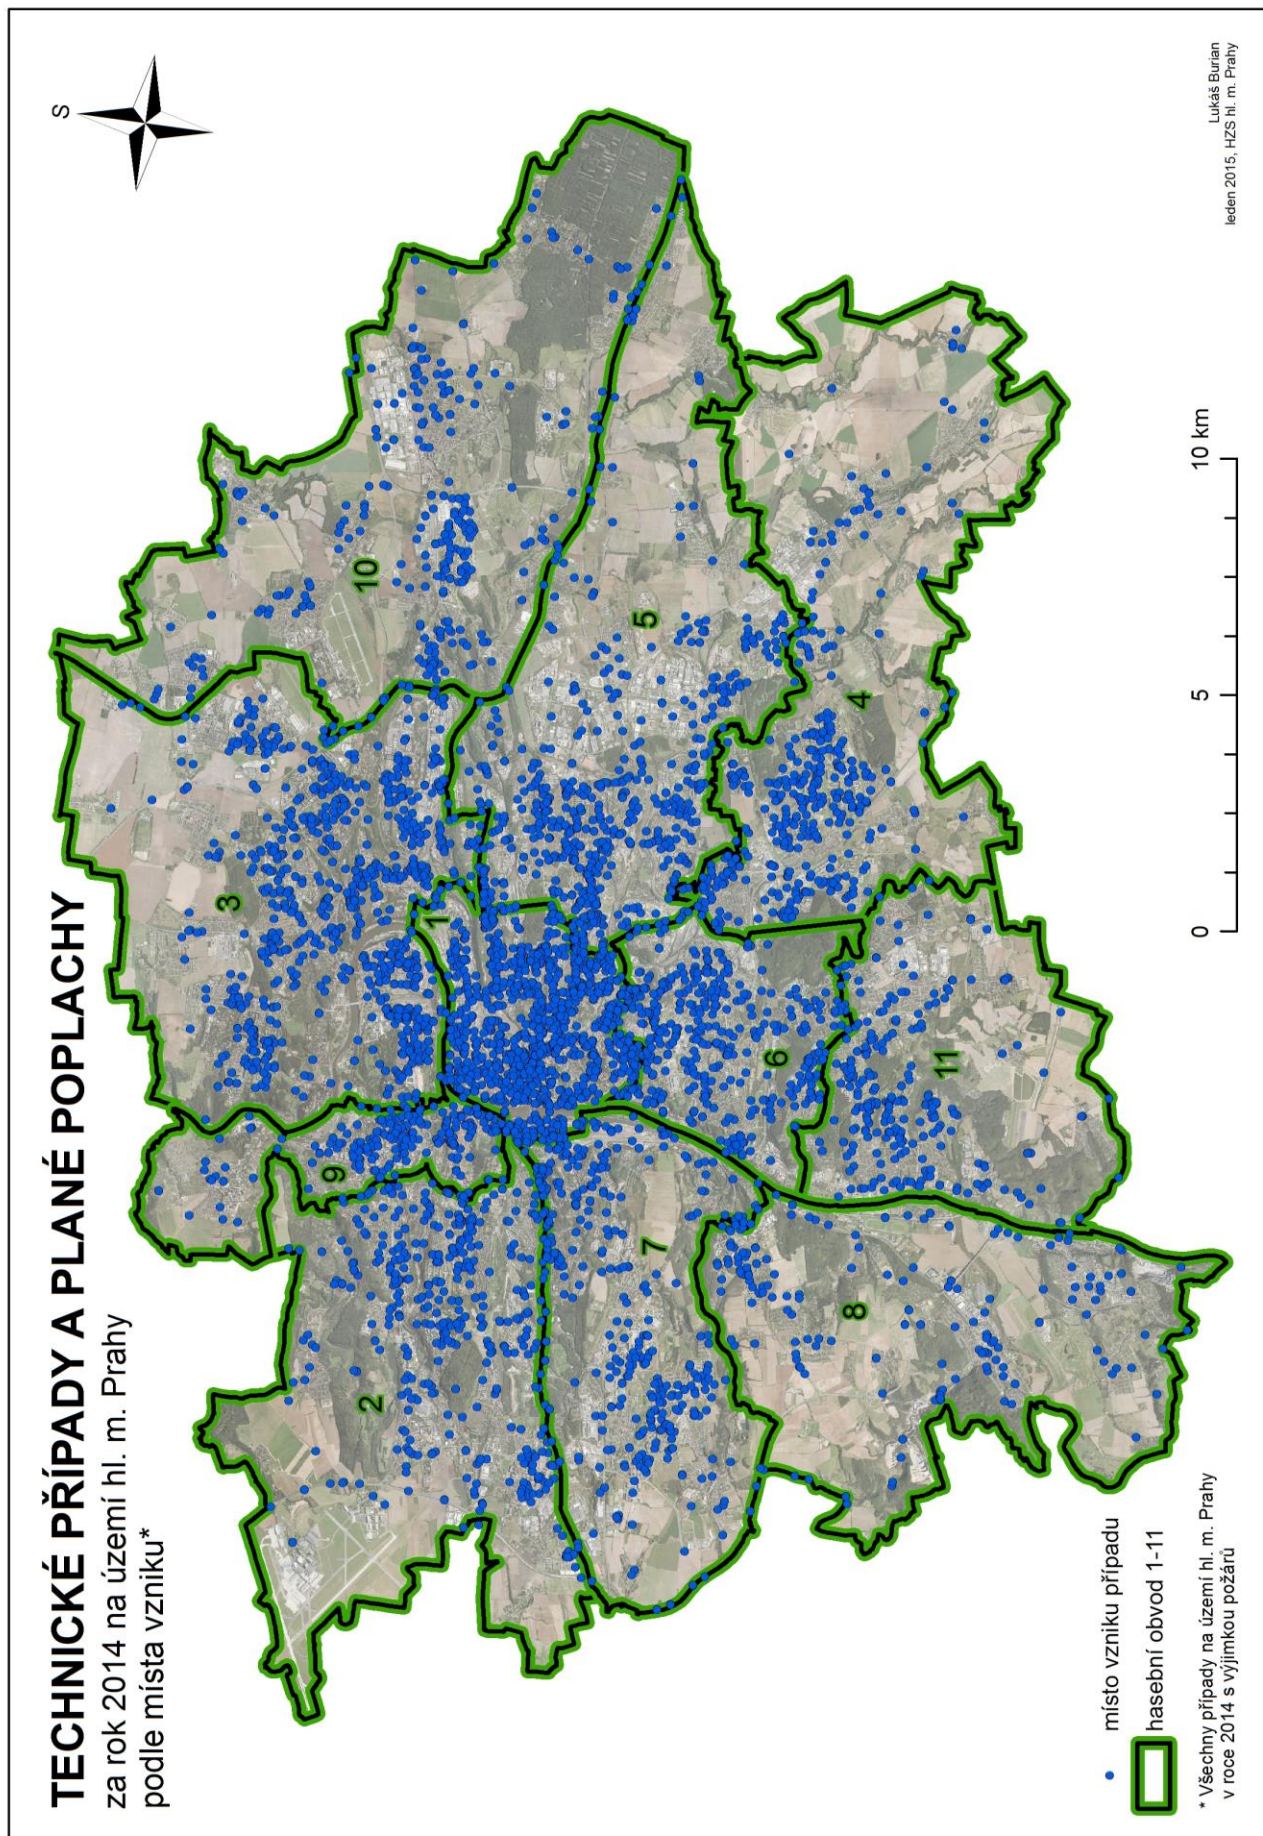 TECHNICKÉ PŘÍPADY A PLANÉ POPLACHY
za rok 2014 na území hl. m. Prahy
podle místa vzniku*
S
3
10
9
1
2
5
7
6
4
8
11
místo vzniku případu
hasební obvod 1-11
* Všechny případy na území hl. m. Prahy
v roce 2014 s výjimkou požárů
0 5 10 km
Lukáš Burian
leden 2015, HZS hl. m. Prahy